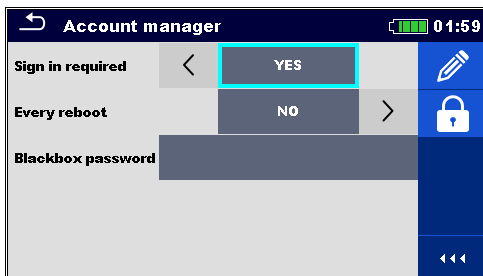 Account manager 01:59
Sign in required YES
Every reboot NO
Blackbox password